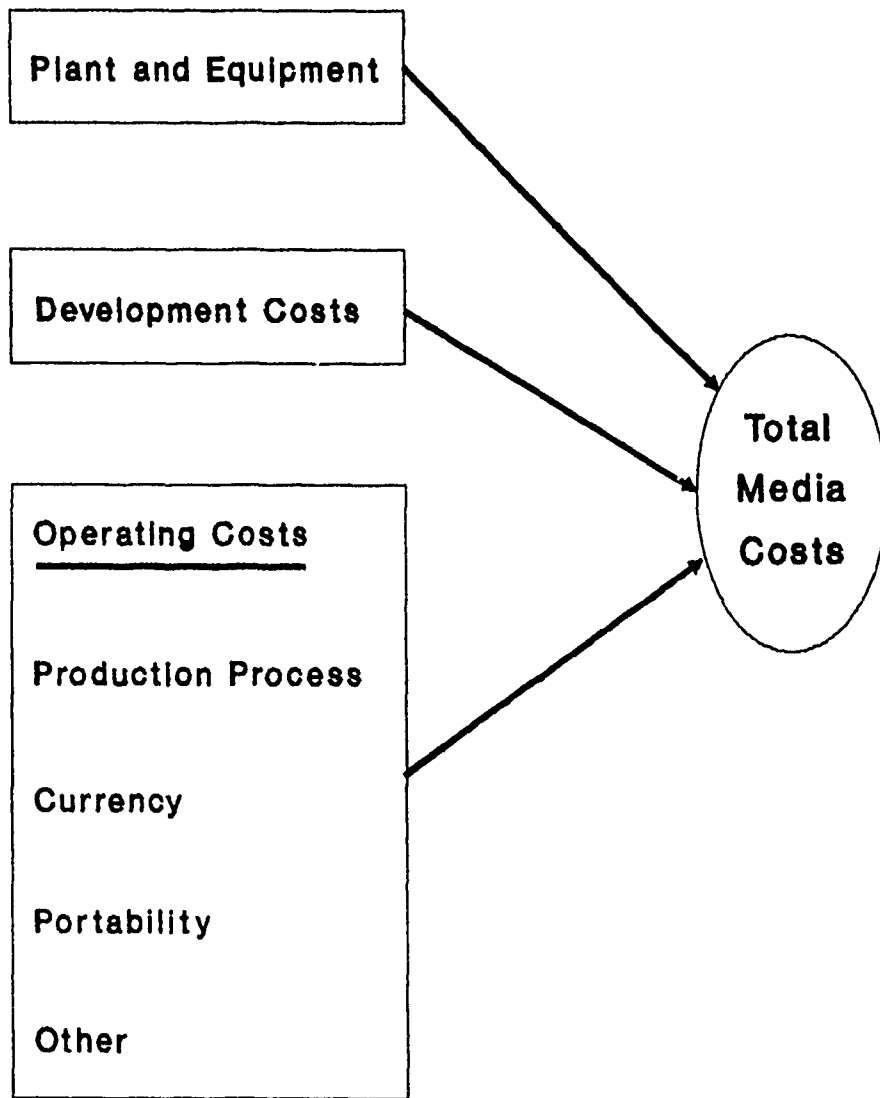 Plant and Equipment
Development Costs
Operating Costs
Production Process
Currency
Portability
Other
Total
Media
Costs